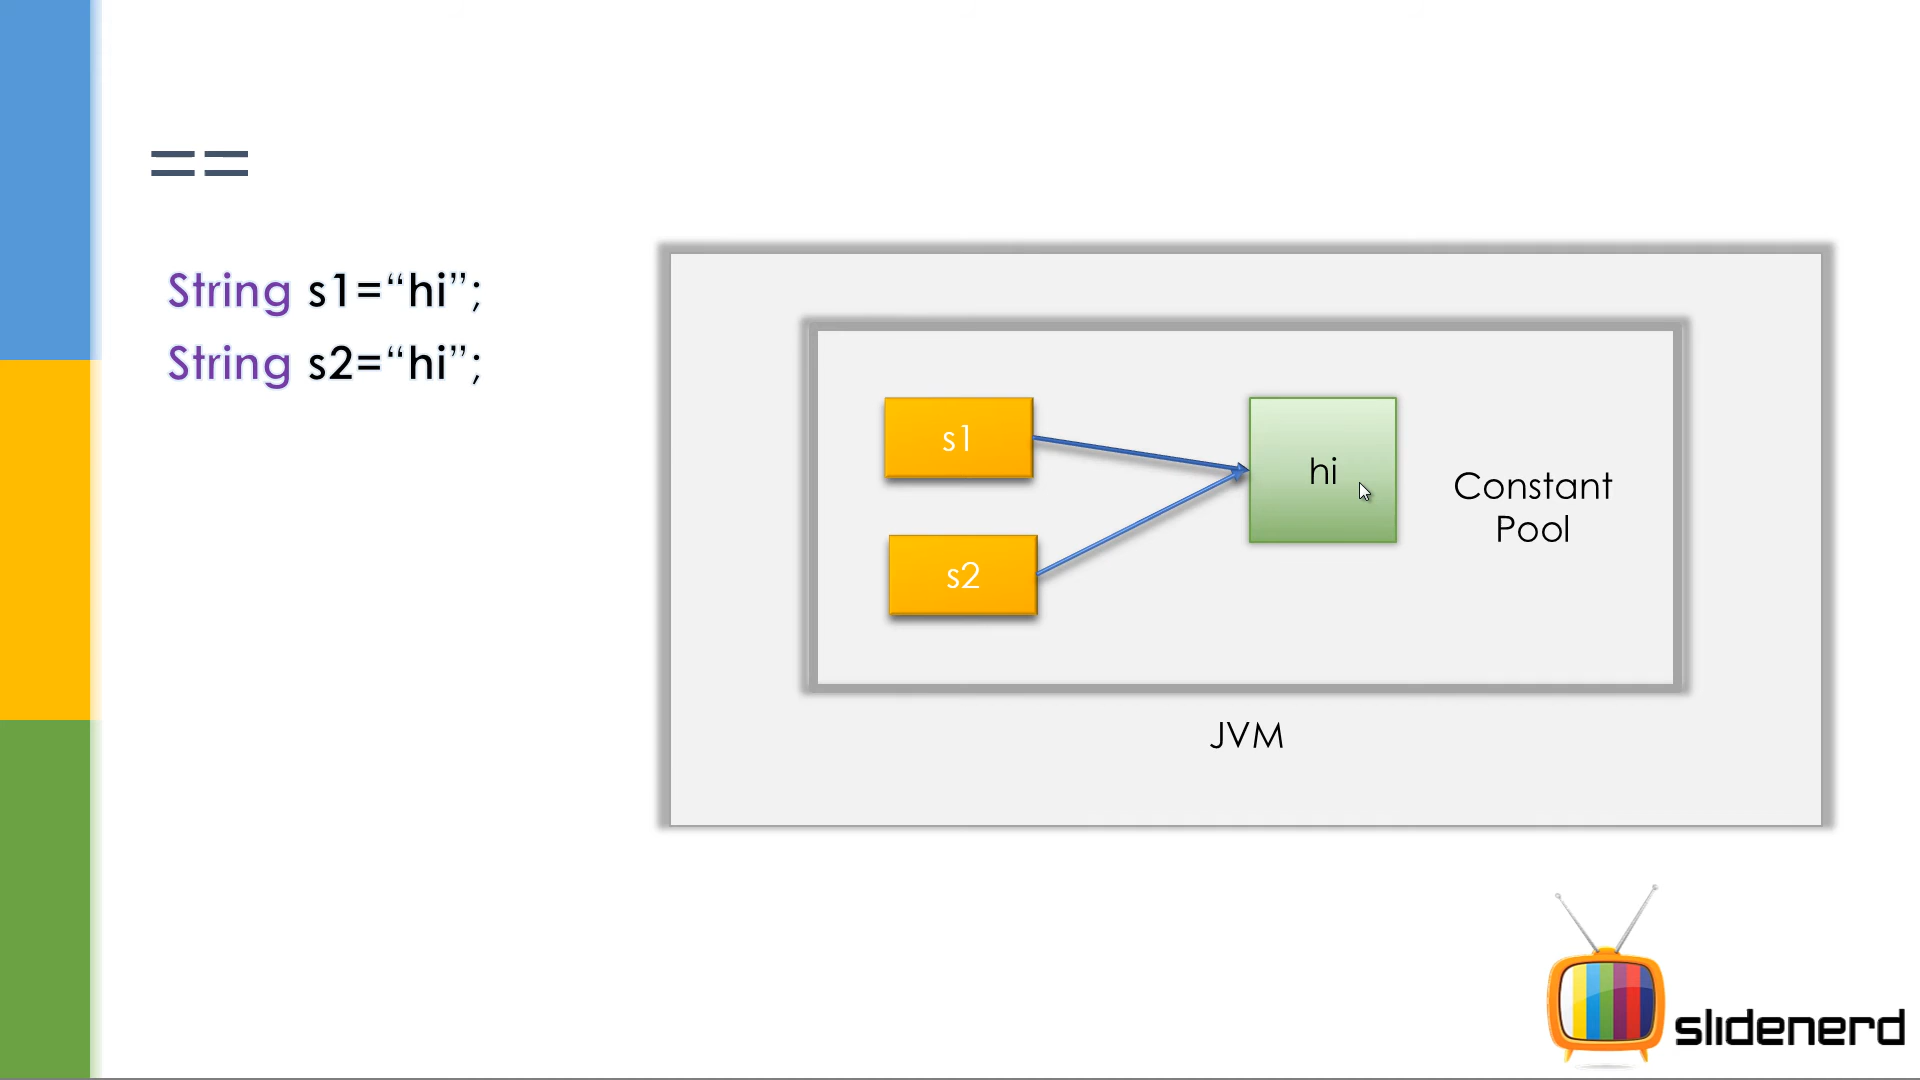 ==
String s1=“hi”;
String s2=“hi”;
s1
hi
Constant
Pool
s2
JVM
slidenerd